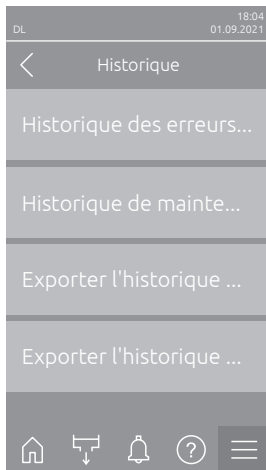 18:04
DL 01.09.2021
Historique
Historique des erreurs...
Historique de mainte...
Exporter l'historique ...
Exporter l'historique ...
?